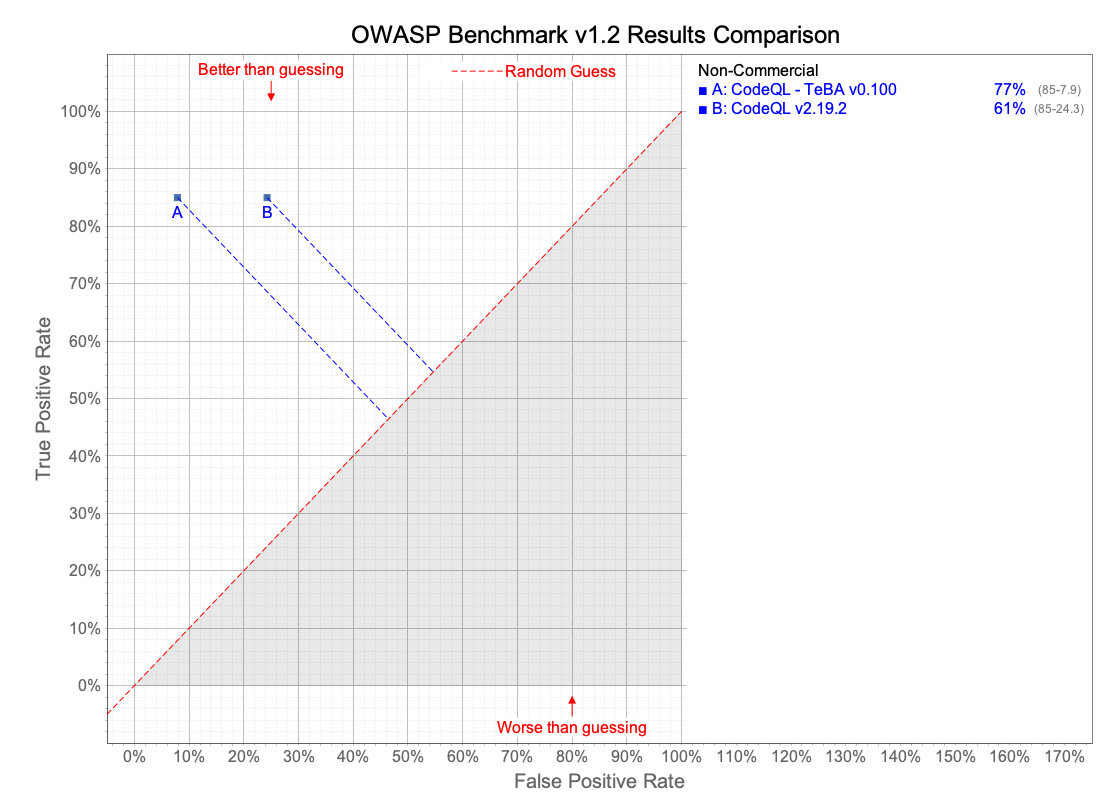 OWASP Benchmark v1.2 Results Comparison
Better than guessing
Random Guess
Non-Commercial
A: CodeQL - TeBA v0.100 77% (85-7.9)
B: CodeQL v2.19.2 61% (85-24.3)
100%
90%
80%
70%
60%
50%
40%
30%
20%
10%
0%
True Positive Rate
A
B
Worse than guessing
0% 10% 20% 30% 40% 50% 60% 70% 80% 90% 100% 110% 120% 130% 140% 150% 160% 170%
False Positive Rate